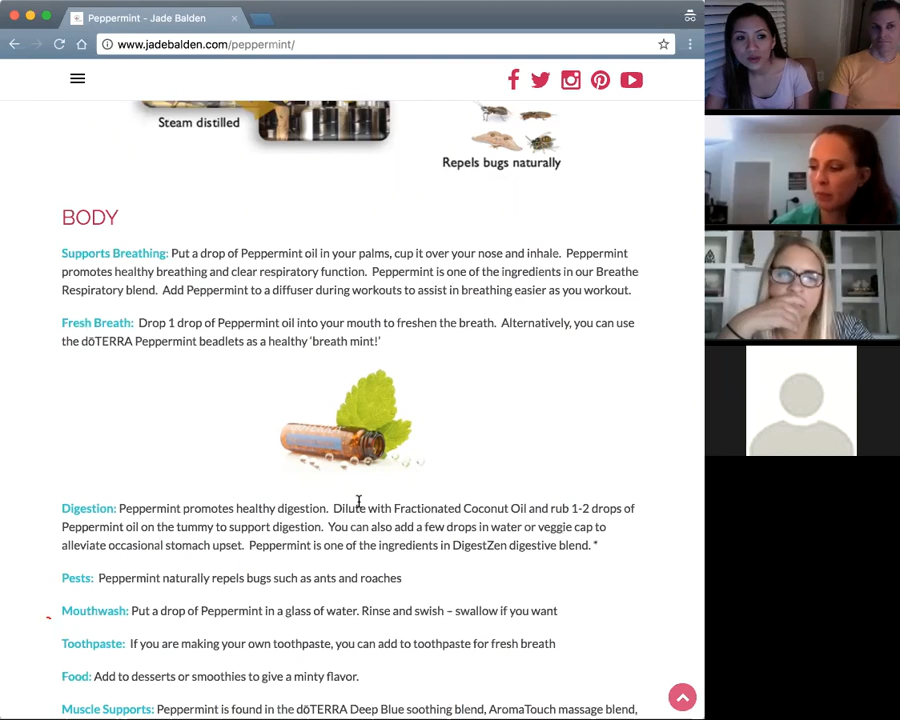 Peppermint - Jade Balden
www.jadebalden.com/peppermint/
Steam distilled
Repels bugs naturally
BODY
Supports Breathing: Put a drop of Peppermint oil in your palms, cup it over your nose and inhale. Peppermint
promotes healthy breathing and clear respiratory function. Peppermint is one of the ingredients in our Breathe
Respiratory blend. Add Peppermint to a diffuser during workouts to assist in breathing easier as you workout.
Fresh Breath: Drop 1 drop of Peppermint oil into your mouth to freshen the breath. Alternatively, you can use
the dōTERRA Peppermint beadlets as a healthy ‘breath mint!’
Digestion: Peppermint promotes healthy digestion. Dilute with Fractionated Coconut Oil and rub 1-2 drops of
Peppermint oil on the tummy to support digestion. You can also add a few drops in water or veggie cap to
alleviate occasional stomach upset. Peppermint is one of the ingredients in DigestZen digestive blend. *
Pests: Peppermint naturally repels bugs such as ants and roaches
Mouthwash: Put a drop of Peppermint in a glass of water. Rinse and swish – swallow if you want
Toothpaste: If you are making your own toothpaste, you can add to toothpaste for fresh breath
Food: Add to desserts or smoothies to give a minty flavor.
Muscle Supports: Peppermint is found in the dōTERRA Deep Blue soothing blend, AromaTouch massage blend,